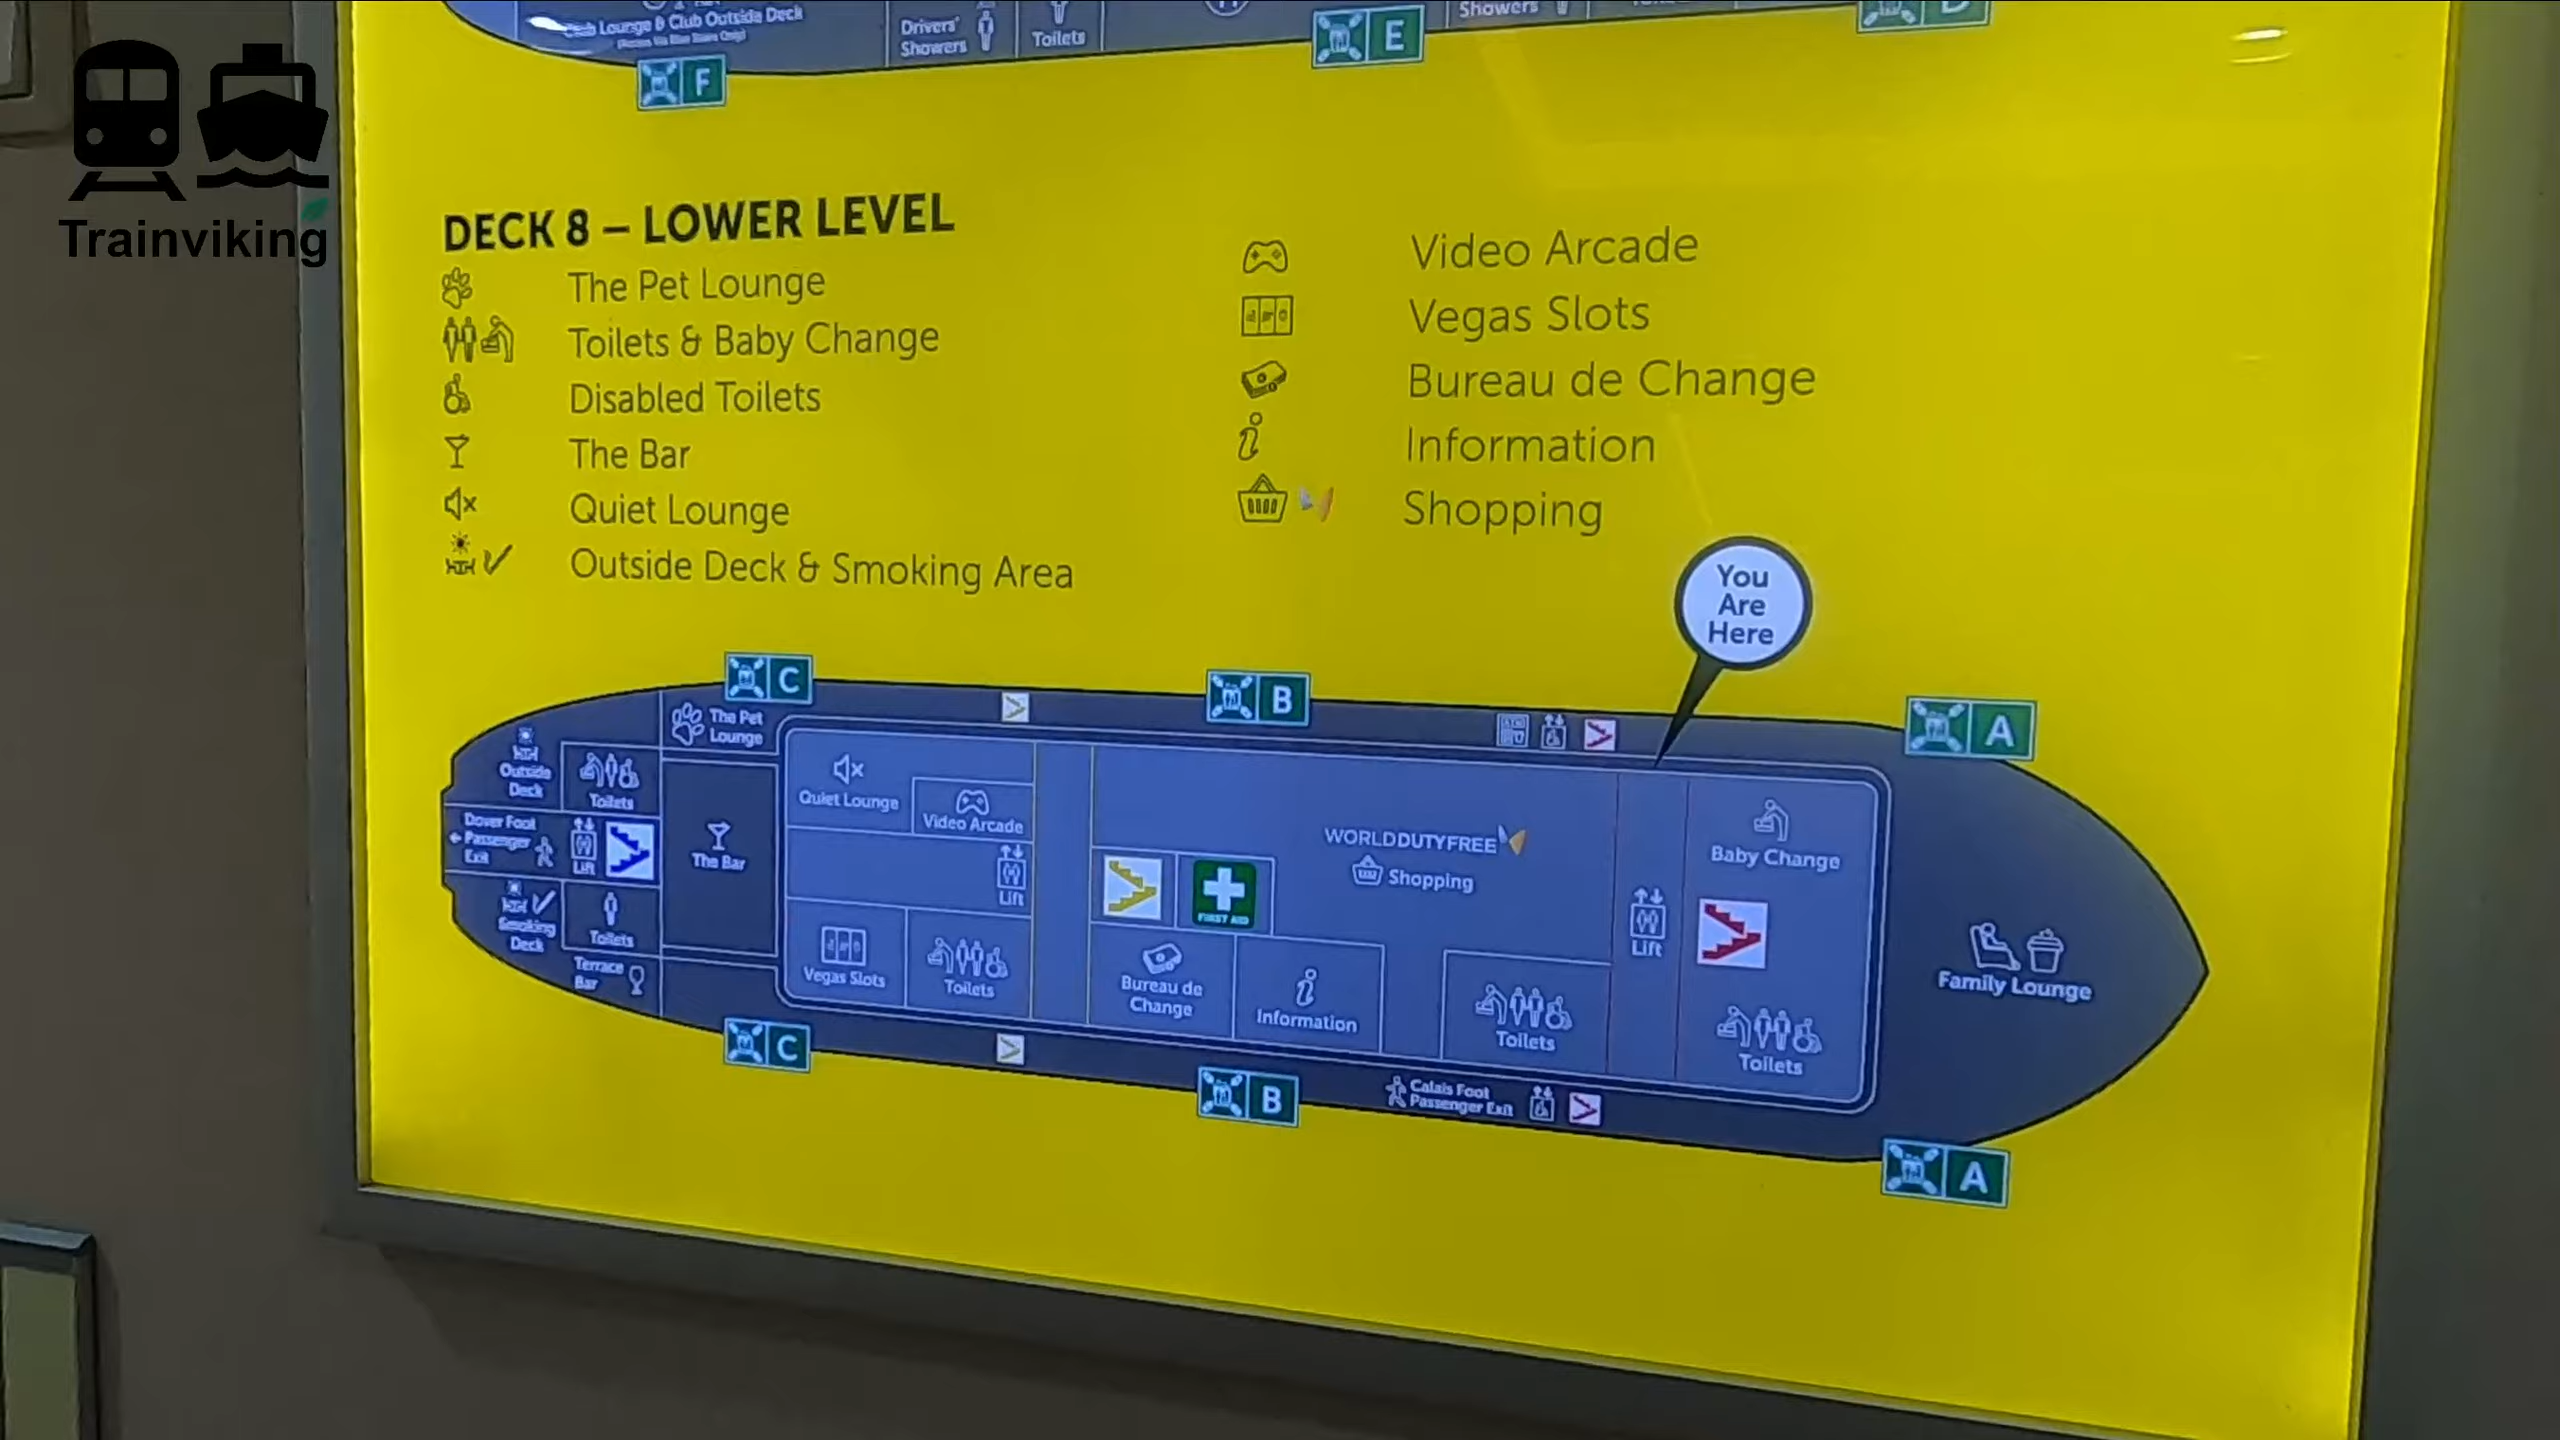 Club Lounge & Club Outside Deck
Drivers'
Showers
Toilets
Showers
F
E
D
Trainviking
DECK 8 – LOWER LEVEL
The Pet Lounge
Toilets & Baby Change
Disabled Toilets
The Bar
Quiet Lounge
Outside Deck & Smoking Area
Video Arcade
Vegas Slots
Bureau de Change
Information
Shopping
You
Are
Here
C
B
A
The Pet
Lounge
Outside
Deck
Toilets
Dover Foot
Passenger
Exit
Lift
The Bar
Smoking
Deck
Toilets
Terrace
Bar
Quiet Lounge
Video Arcade
Lift
Vegas Slots
Toilets
FIRST AID
Bureau de
Change
Information
WORLDDUTYFREE
Shopping
Toilets
Lift
Baby Change
Toilets
Family Lounge
Calais Foot
Passenger Exit
C
B
A